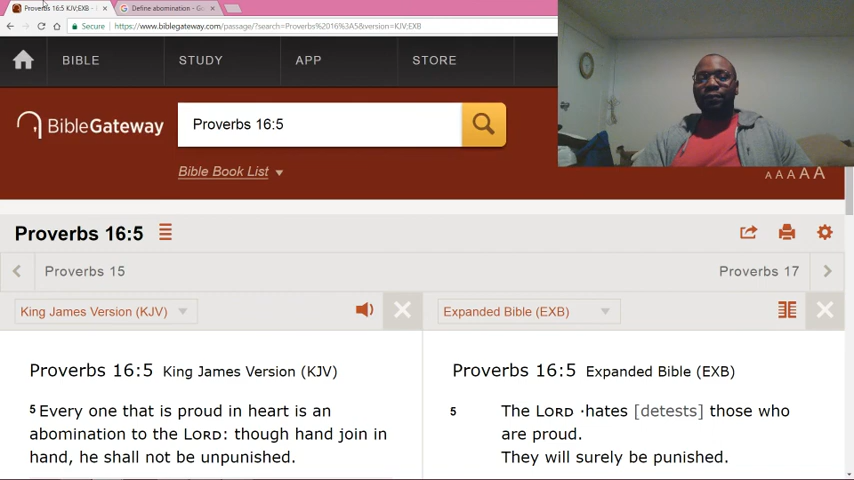 Proverbs 16:5 KJV;EXB -
Define abomination - Go
Secure
https://www.biblegateway.com/passage/?search=Proverbs%2016%3A5&version=KJV;EXB
BIBLE
STUDY
APP
STORE
BibleGateway
Proverbs 16:5
Bible Book List
A A A A A
Proverbs 16:5
Proverbs 15
Proverbs 17
King James Version (KJV)
Expanded Bible (EXB)
Proverbs 16:5 King James Version (KJV)
5 Every one that is proud in heart is an
abomination to the LORD: though hand join in
hand, he shall not be unpunished.
Proverbs 16:5 Expanded Bible (EXB)
5 The LORD ·hates [detests] those who
are proud.
They will surely be punished.